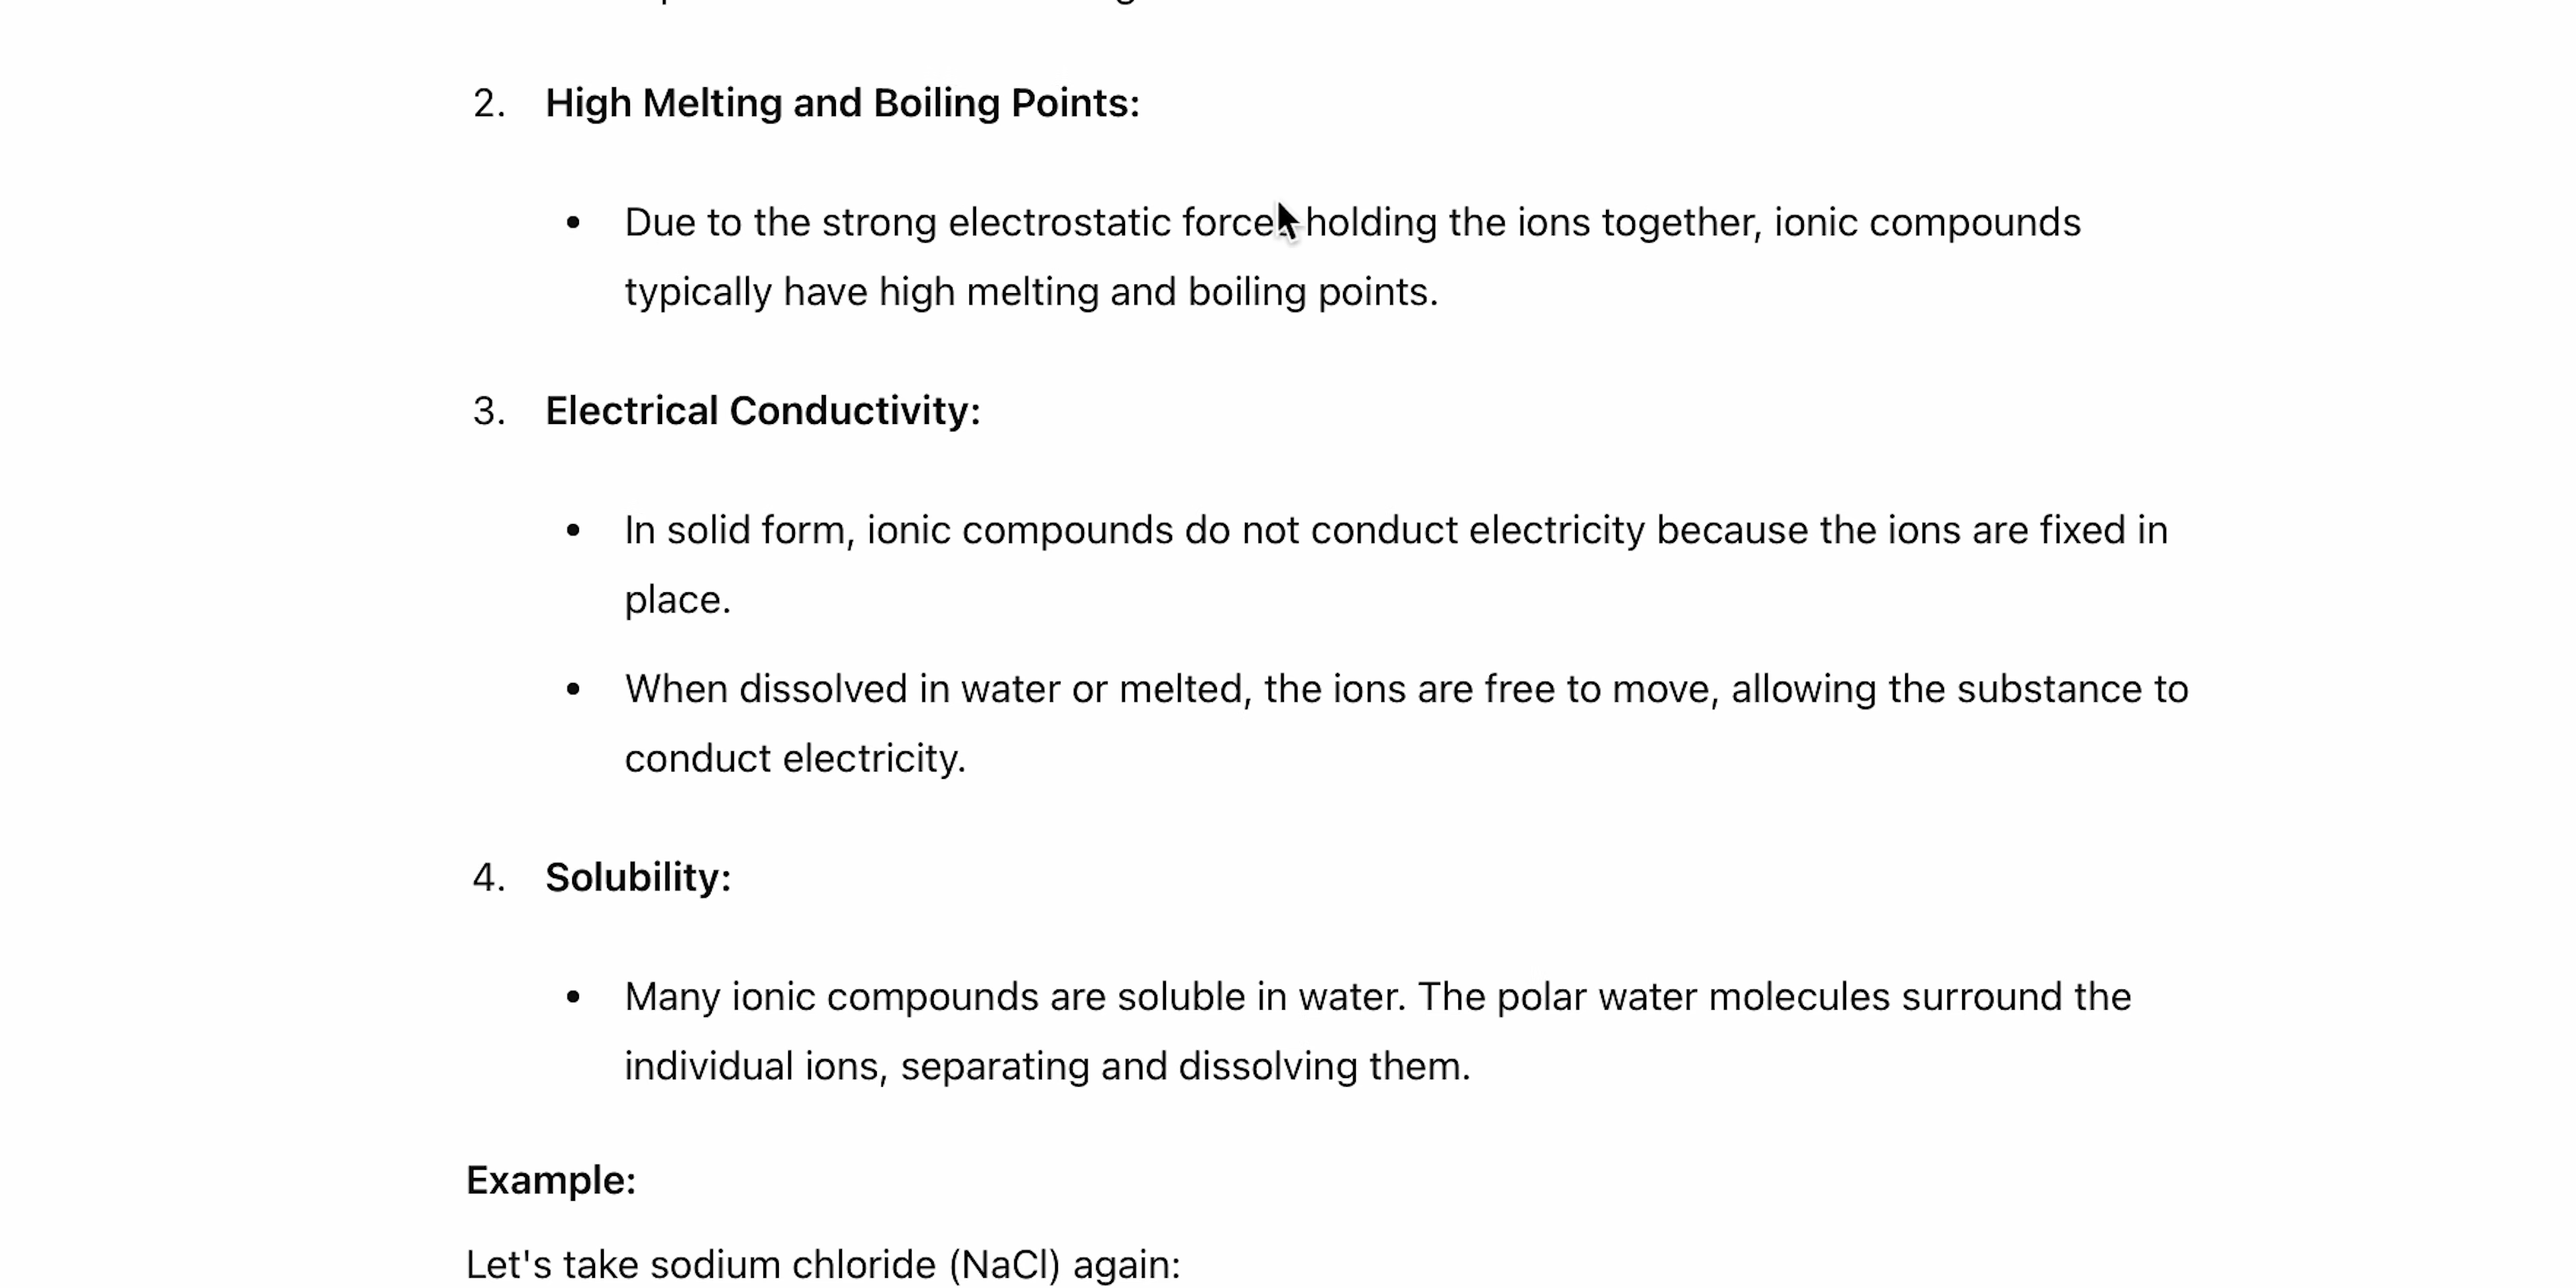 2. High Melting and Boiling Points:
• Due to the strong electrostatic forces holding the ions together, ionic compounds
typically have high melting and boiling points.
3. Electrical Conductivity:
• In solid form, ionic compounds do not conduct electricity because the ions are fixed in
place.
• When dissolved in water or melted, the ions are free to move, allowing the substance to
conduct electricity.
4. Solubility:
• Many ionic compounds are soluble in water. The polar water molecules surround the
individual ions, separating and dissolving them.
Example:
Let's take sodium chloride (NaCl) again: